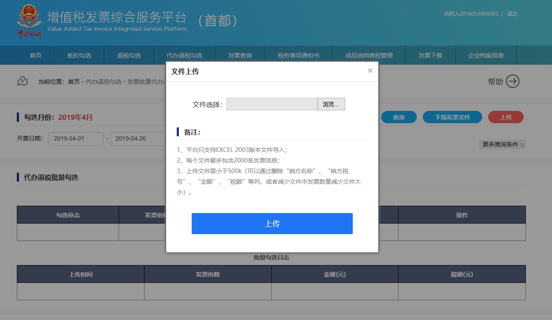 增值税发票综合服务平台 （首都）
Value Added Tax Invoice Integrated Service Platform
退出
首页 抵扣勾选 退税勾选 代办退税勾选 发票查询 税务事项通知书 成品油消费税管理 发票下载 企业档案信息
当前位置：首页 > 代办退税勾选 > 发票批量代办
帮助
勾选月份：2019年4月
查询 下载发票文件 上传
开票日期： 2019-04-01 - 2019-04-26
更多查询条件
文件上传
文件选择： 浏览...
备注：
1、平台只支持EXCEL 2003版本文件导入；
2、每个文件最多包含2000条发票信息；
3、上传文件需小于500k（可以通过删除“销方名称”、“销方税
号”、“金额”、“税额”等列，或者减少文件中发票数量减少文件大
小）。
上传
代办退税批量勾选
勾选标志 发票份数 操作
批量勾选日志
上传时间 发票份数 金额(元) 税额(元)